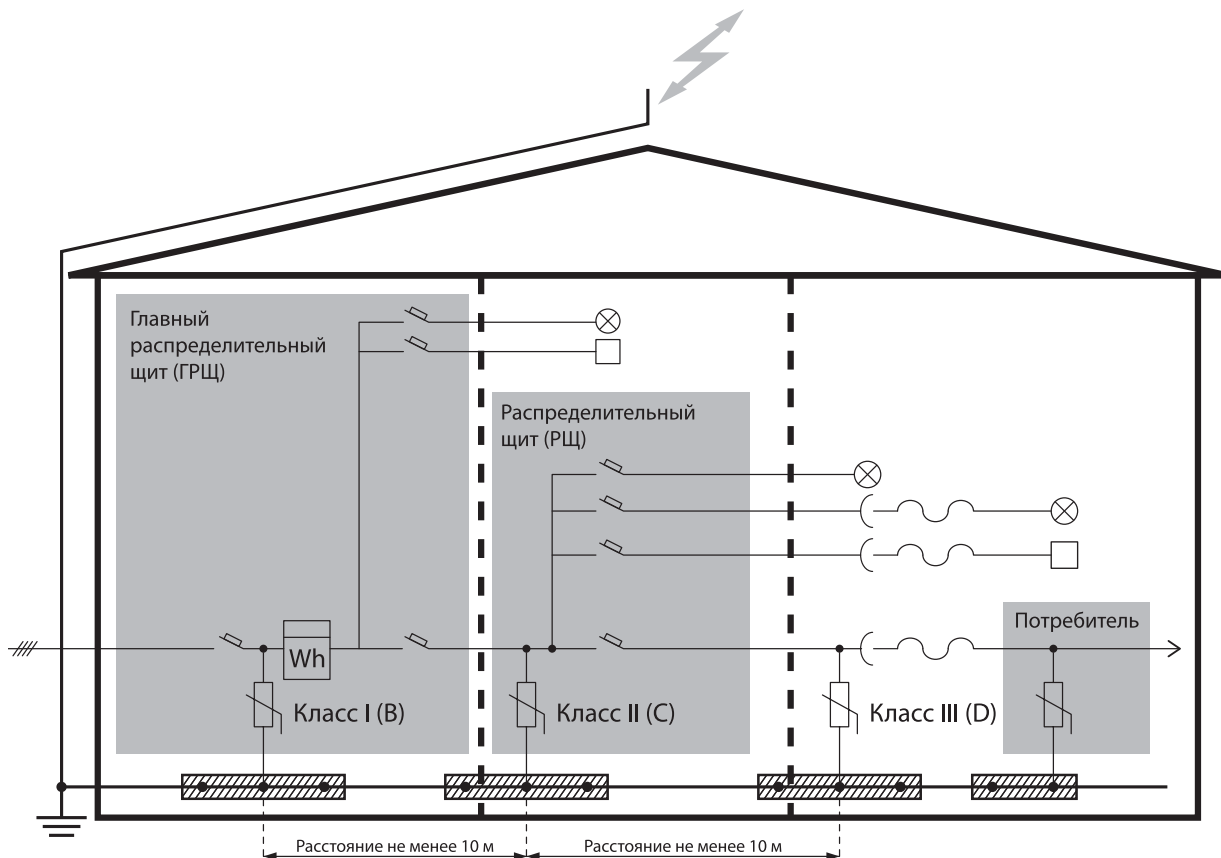 Главный
распределительный
щит (ГРЩ)
Распределительный
щит (РЩ)
Потребитель
Wh
Класс I (B)
Класс II (C)
Класс III (D)
Расстояние не менее 10 м
Расстояние не менее 10 м